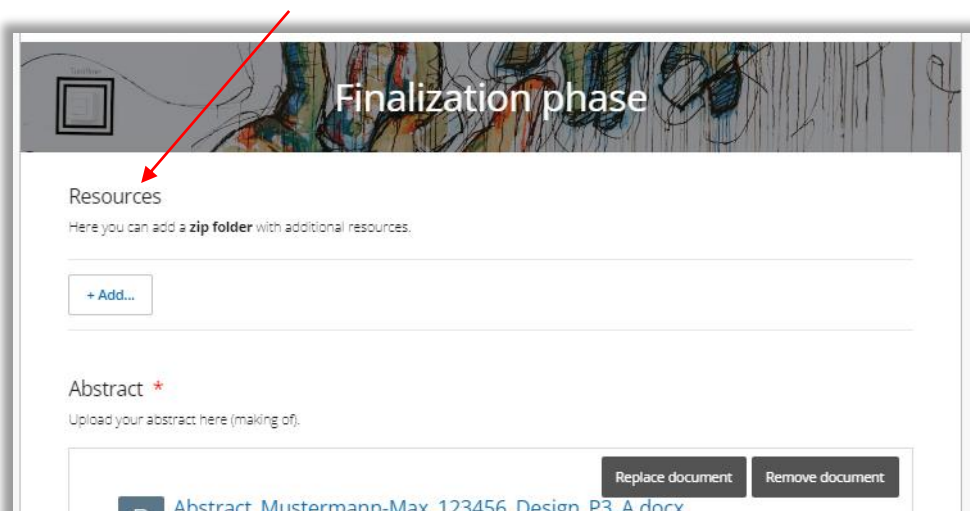 Finalization phase
Resources
Here you can add a zip folder with additional resources.
+ Add...
Abstract *
Upload your abstract here (making of).
Replace document Remove document
Abstract_Mustermann-Max_123456_Design_P3_A.docx